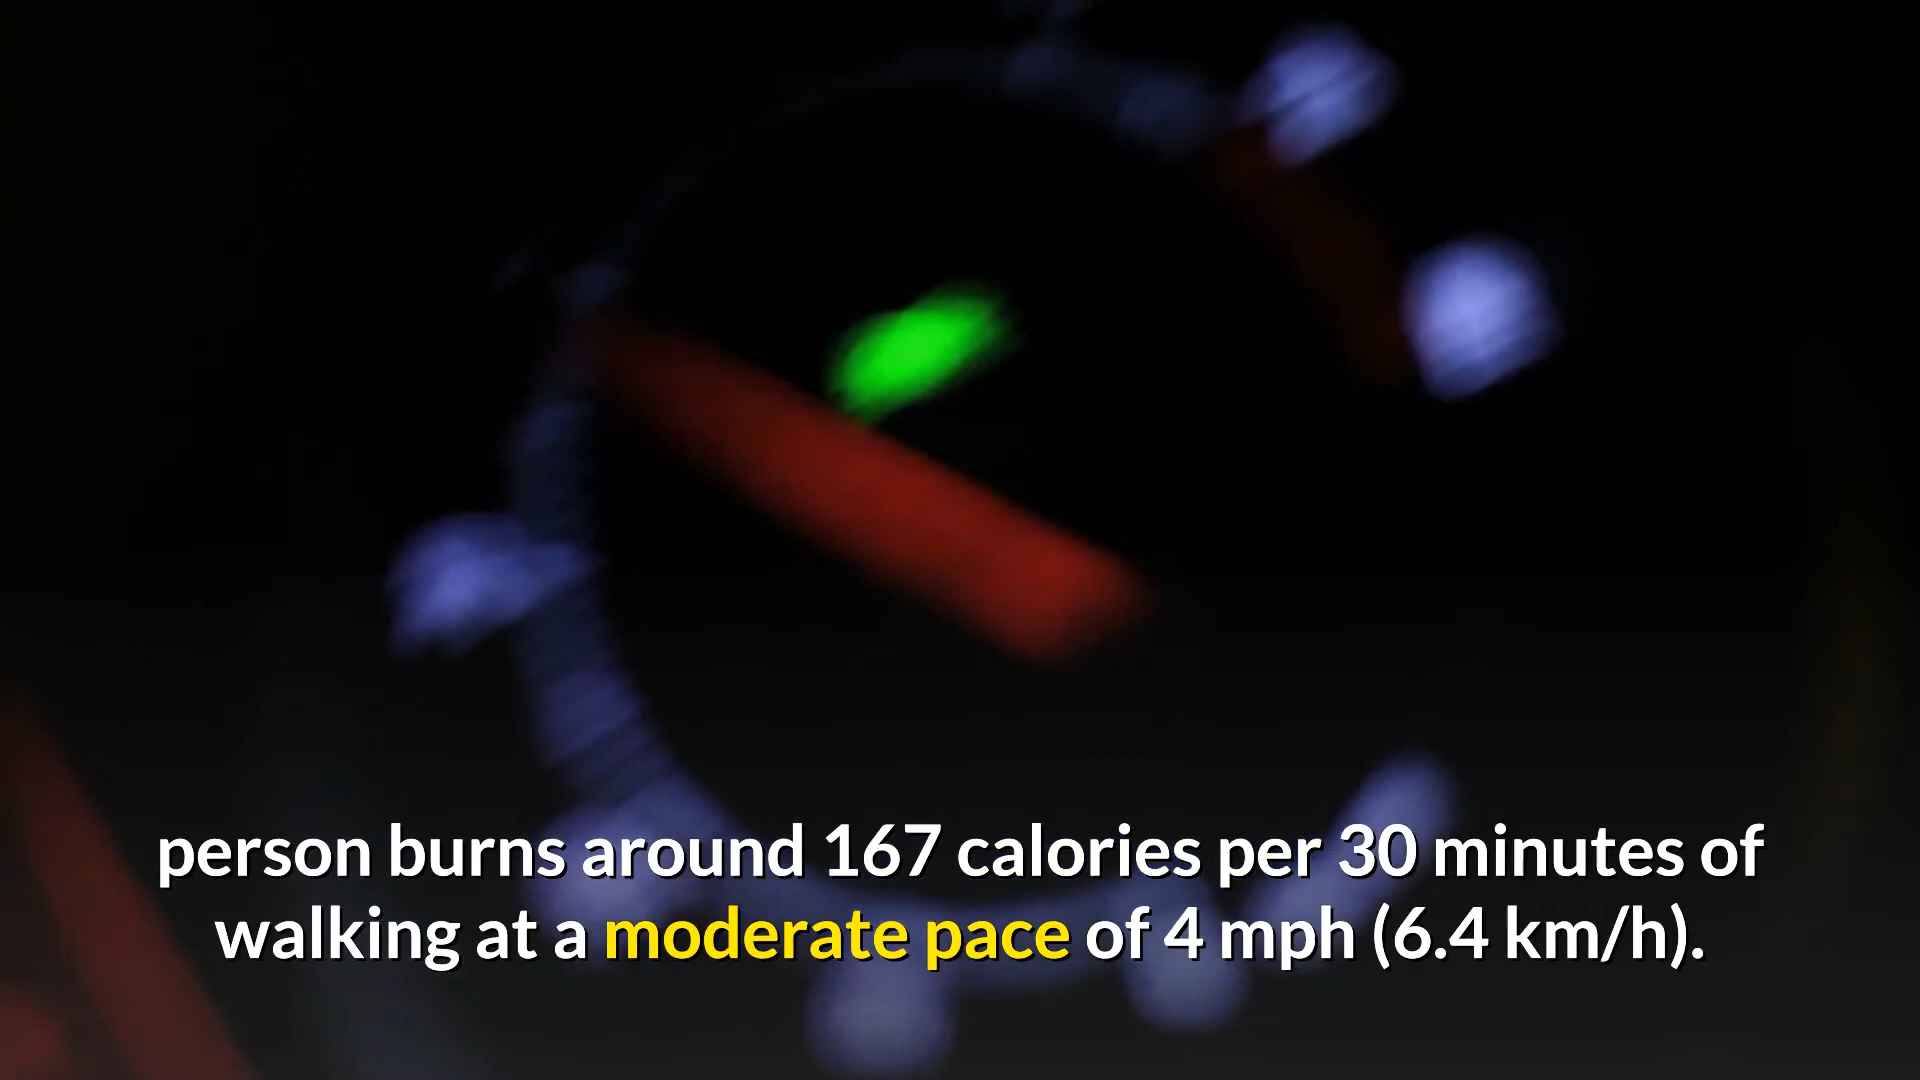 person burns around 167 calories per 30 minutes of
walking at a moderate pace of 4 mph (6.4 km/h).